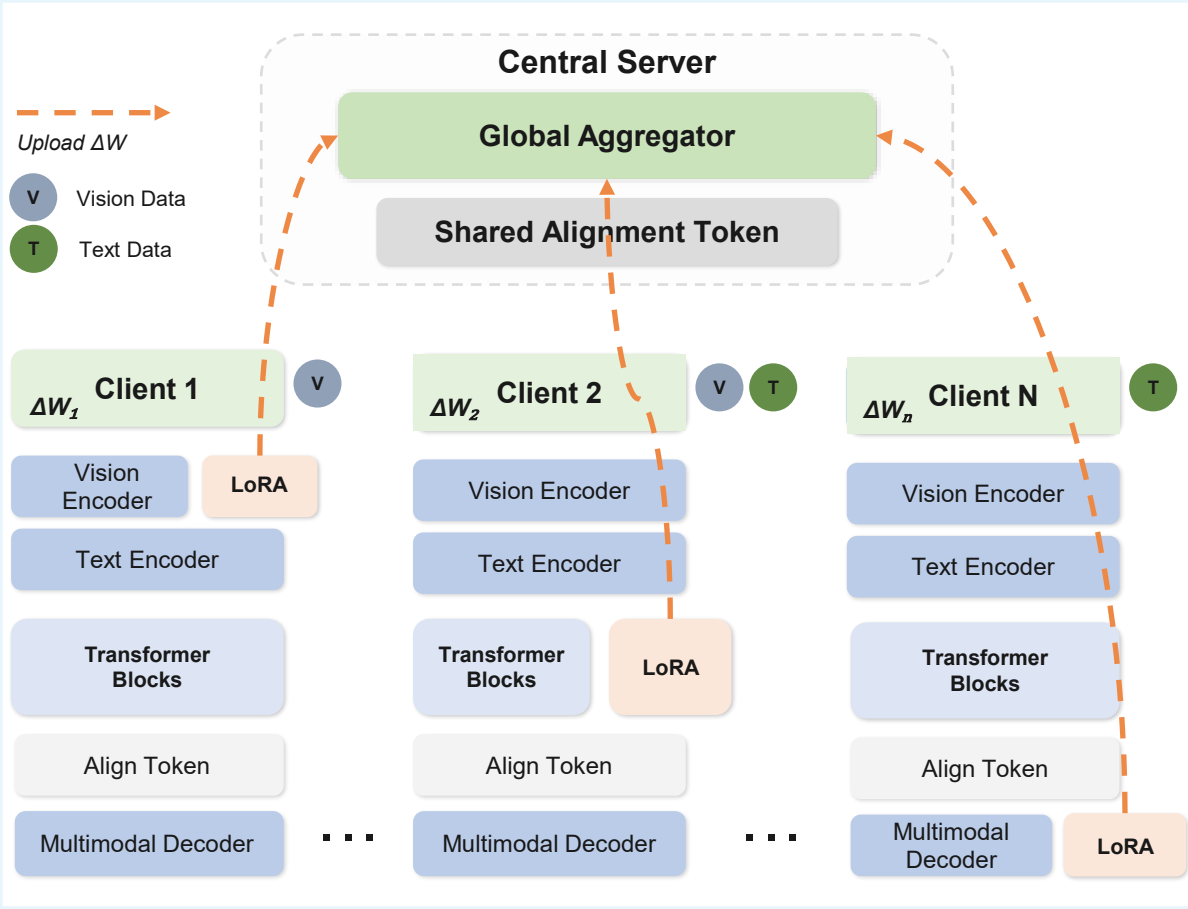 Central Server
Global Aggregator
Shared Alignment Token
Upload ΔW
V Vision Data
T Text Data
Client 1
ΔW₁
V
Vision
Encoder
LoRA
Text Encoder
Transformer
Blocks
Align Token
Multimodal Decoder
...
Client 2
ΔW₂
V
T
Vision Encoder
Text Encoder
Transformer
Blocks
LoRA
Align Token
Multimodal Decoder
...
Client N
ΔWₙ
T
Vision Encoder
Text Encoder
Transformer
Blocks
Align Token
Multimodal
Decoder
LoRA